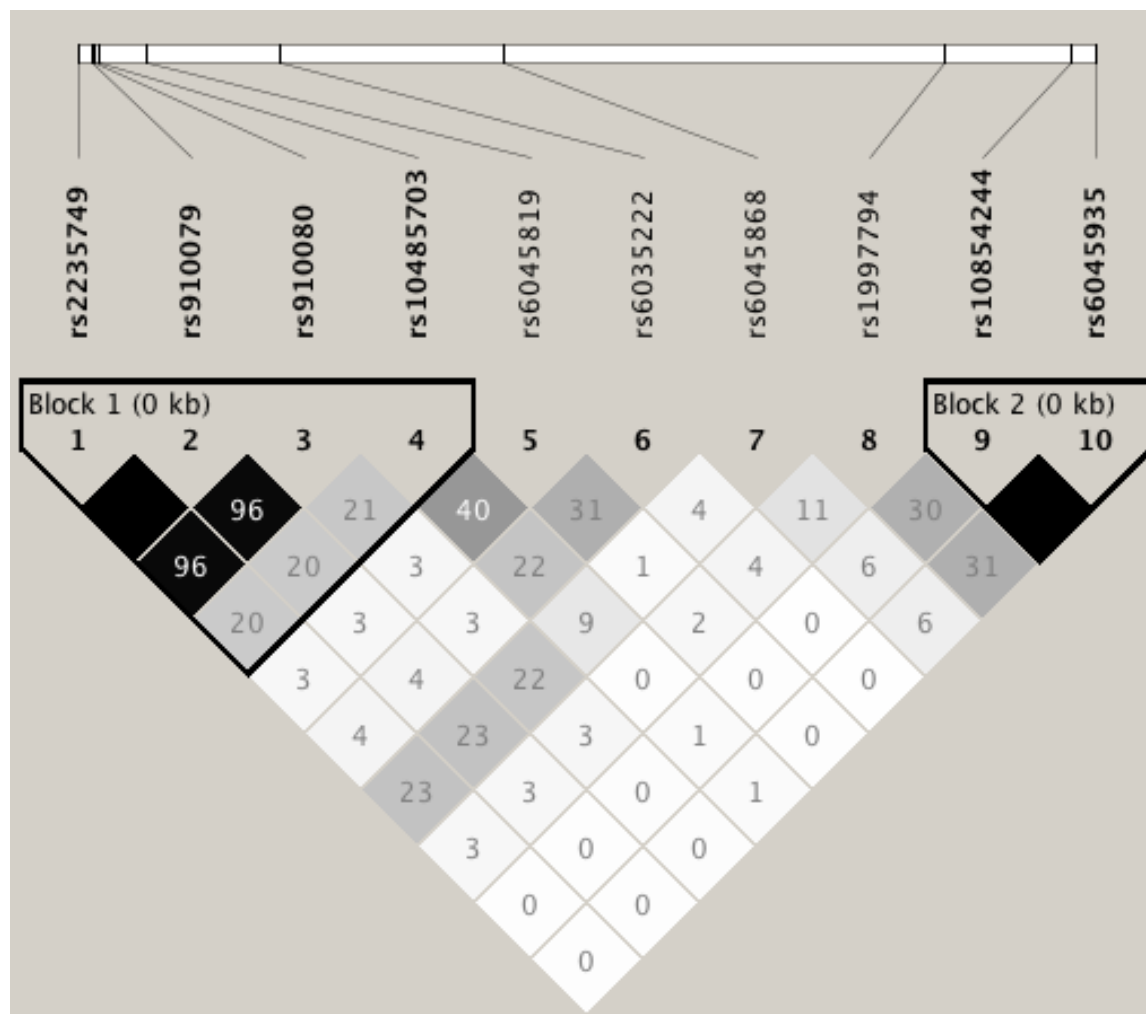 rs2235749
rs910079
rs910080
rs10485703
rs6045819
rs6035222
rs6045868
rs1997794
rs10854244
rs6045935
Block 1 (0 kb)
Block 2 (0 kb)
1 2 3 4 5 6 7 8 9 10
96 21 40 31 4 11 30
96 20 3 22 1 4 6 31
20 3 3 9 2 0 6
3 4 22 0 0 0
4 23 3 1 0
23 3 0 1
3 0 0
0 0
0